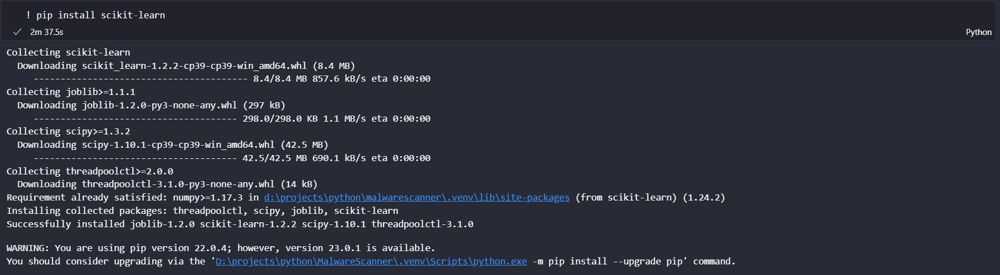 ! pip install scikit-learn
2m 37.5s
Python
Collecting scikit-learn
Downloading scikit_learn-1.2.2-cp39-cp39-win_amd64.whl (8.4 MB)
---------------------------------------- 8.4/8.4 MB 857.6 kB/s eta 0:00:00
Collecting joblib>=1.1.1
Downloading joblib-1.2.0-py3-none-any.whl (297 kB)
-------------------------------------- 298.0/298.0 KB 1.1 MB/s eta 0:00:00
Collecting scipy>=1.3.2
Downloading scipy-1.10.1-cp39-cp39-win_amd64.whl (42.5 MB)
-------------------------------------- 42.5/42.5 MB 690.1 kB/s eta 0:00:00
Collecting threadpoolctl>=2.0.0
Downloading threadpoolctl-3.1.0-py3-none-any.whl (14 kB)
Requirement already satisfied: numpy>=1.17.3 in d:\projects\python\malwarescanner\.venv\lib\site-packages (from scikit-learn) (1.24.2)
Installing collected packages: threadpoolctl, scipy, joblib, scikit-learn
Successfully installed joblib-1.2.0 scikit-learn-1.2.2 scipy-1.10.1 threadpoolctl-3.1.0
WARNING: You are using pip version 22.0.4; however, version 23.0.1 is available.
You should consider upgrading via the 'D:\projects\python\MalwareScanner\.venv\Scripts\python.exe -m pip install --upgrade pip' command.